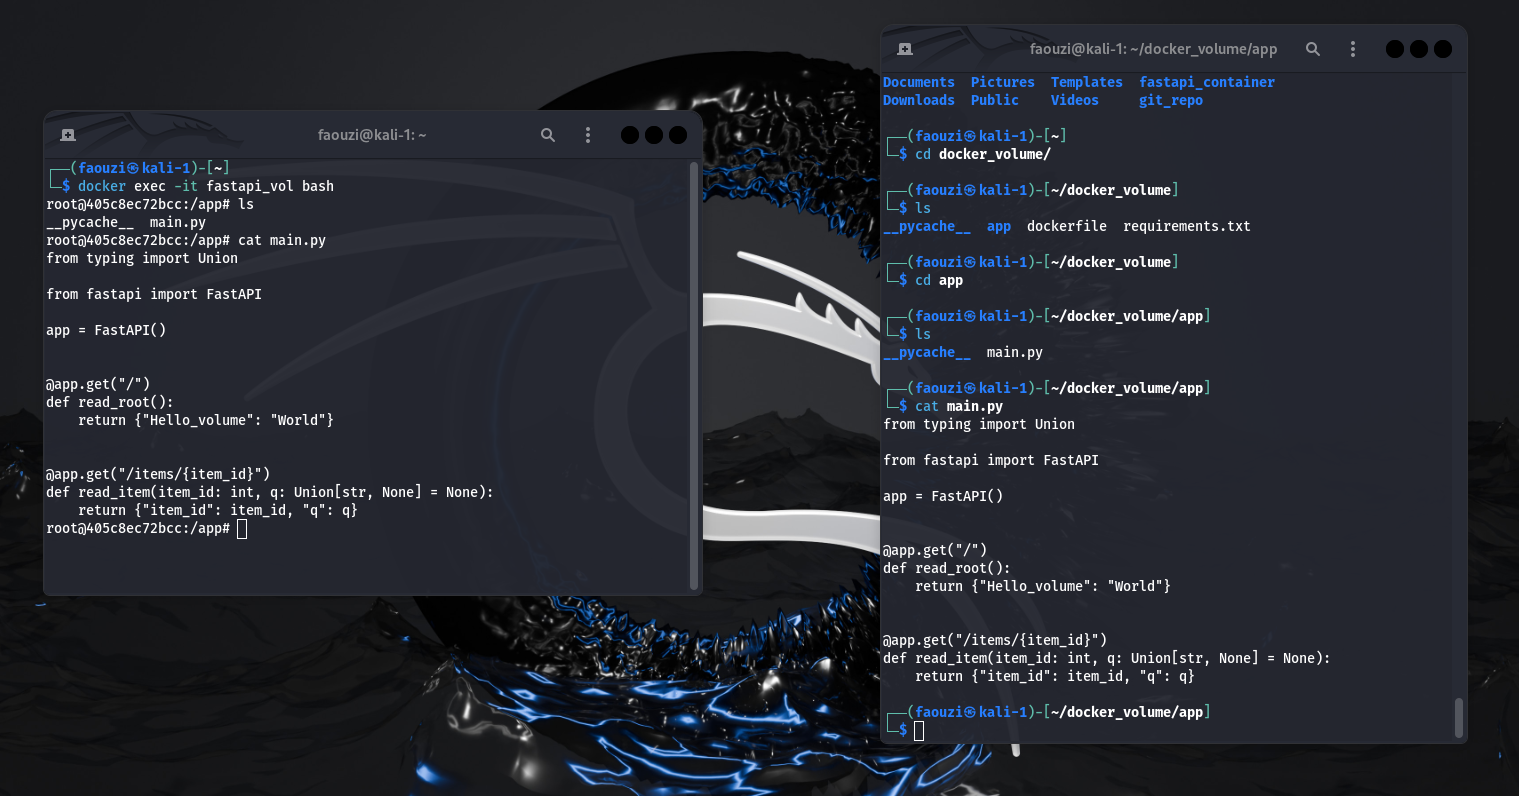 faouzi@kali-1: ~
┌──(faouzi㉿kali-1)-[~]
└─$ docker exec -it fastapi_vol bash
root@405c8ec72bcc:/app# ls
__pycache__  main.py
root@405c8ec72bcc:/app# cat main.py
from typing import Union
from fastapi import FastAPI
app = FastAPI()
@app.get("/")
def read_root():
    return {"Hello_volume": "World"}
@app.get("/items/{item_id}")
def read_item(item_id: int, q: Union[str, None] = None):
    return {"item_id": item_id, "q": q}
root@405c8ec72bcc:/app#
faouzi@kali-1: ~/docker_volume/app
Documents  Pictures  Templates  fastapi_container
Downloads  Public    Videos     git_repo
┌──(faouzi㉿kali-1)-[~]
└─$ cd docker_volume/
┌──(faouzi㉿kali-1)-[~/docker_volume]
└─$ ls
__pycache__  app  dockerfile  requirements.txt
┌──(faouzi㉿kali-1)-[~/docker_volume]
└─$ cd app
┌──(faouzi㉿kali-1)-[~/docker_volume/app]
└─$ ls
__pycache__  main.py
┌──(faouzi㉿kali-1)-[~/docker_volume/app]
└─$ cat main.py
from typing import Union
from fastapi import FastAPI
app = FastAPI()
@app.get("/")
def read_root():
    return {"Hello_volume": "World"}
@app.get("/items/{item_id}")
def read_item(item_id: int, q: Union[str, None] = None):
    return {"item_id": item_id, "q": q}
┌──(faouzi㉿kali-1)-[~/docker_volume/app]
└─$